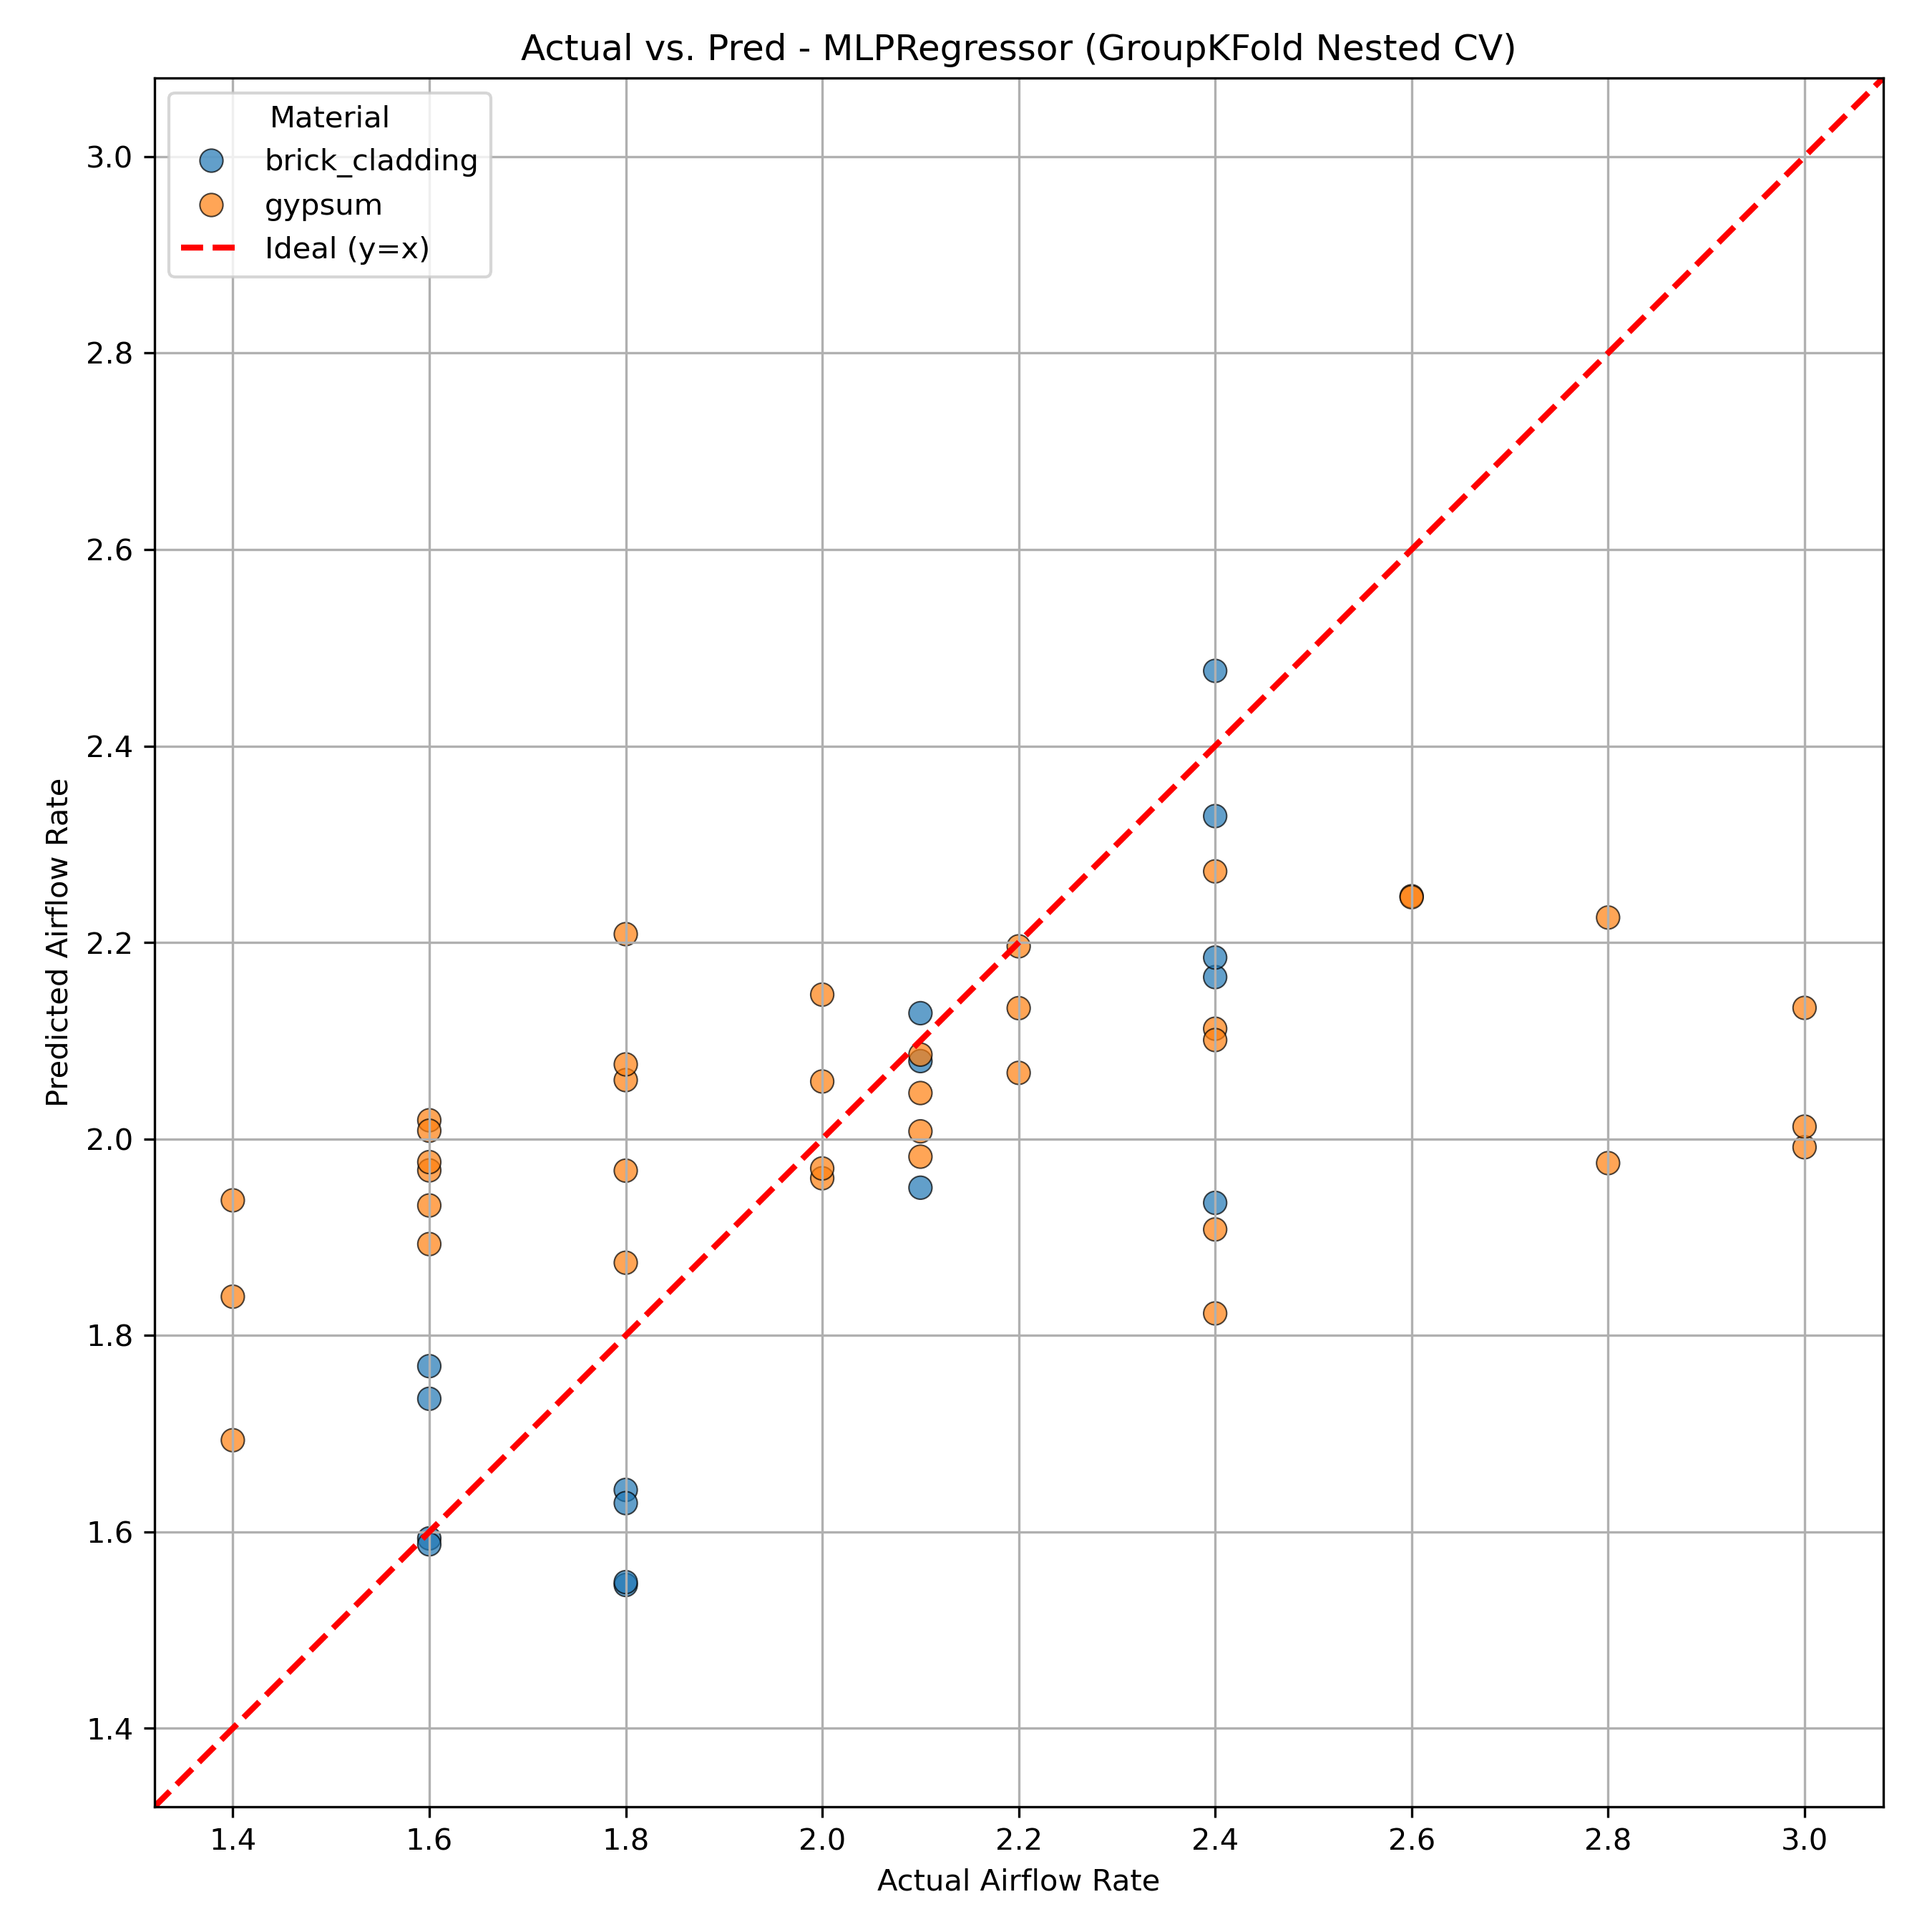 Actual vs. Pred - MLPRegressor (GroupKFold Nested CV)
Material
brick_cladding
gypsum
Ideal (y=x)
3.0
2.8
2.6
2.4
2.2
2.0
1.8
1.6
1.4
Predicted Airflow Rate
1.4 1.6 1.8 2.0 2.2 2.4 2.6 2.8 3.0
Actual Airflow Rate